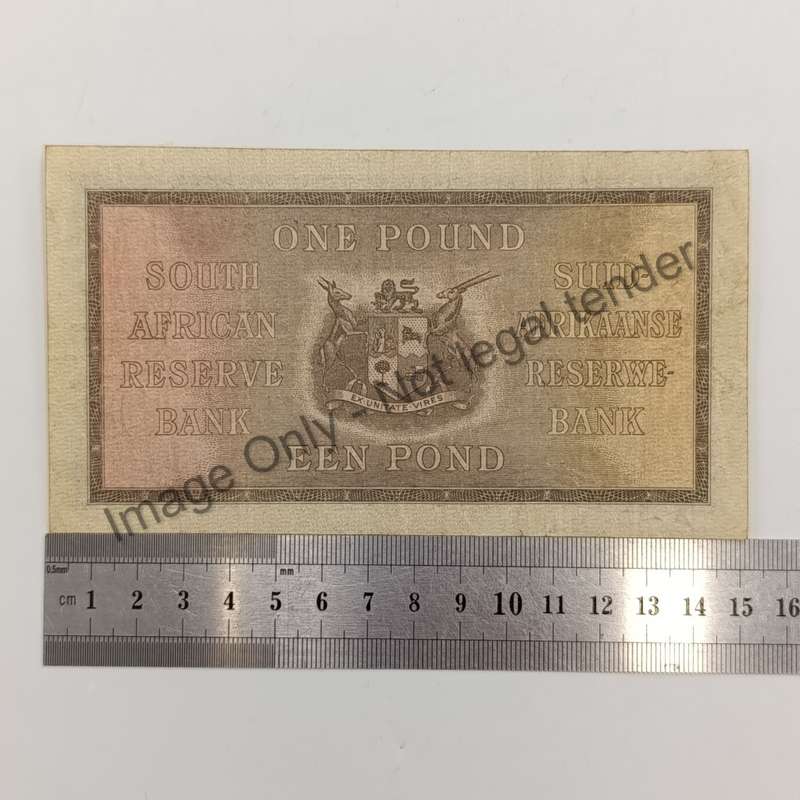 ONE POUND
SOUTH
AFRICAN
RESERVE
BANK
SUID-
AFRIKAANSE
RESERWE-
BANK
EX·UNITATE·VIRES
EEN POND
Image Only - Not legal tender
0.5mm
mm
cm 1 2 3 4 5 6 7 8 9 10 11 12 13 14 15 16